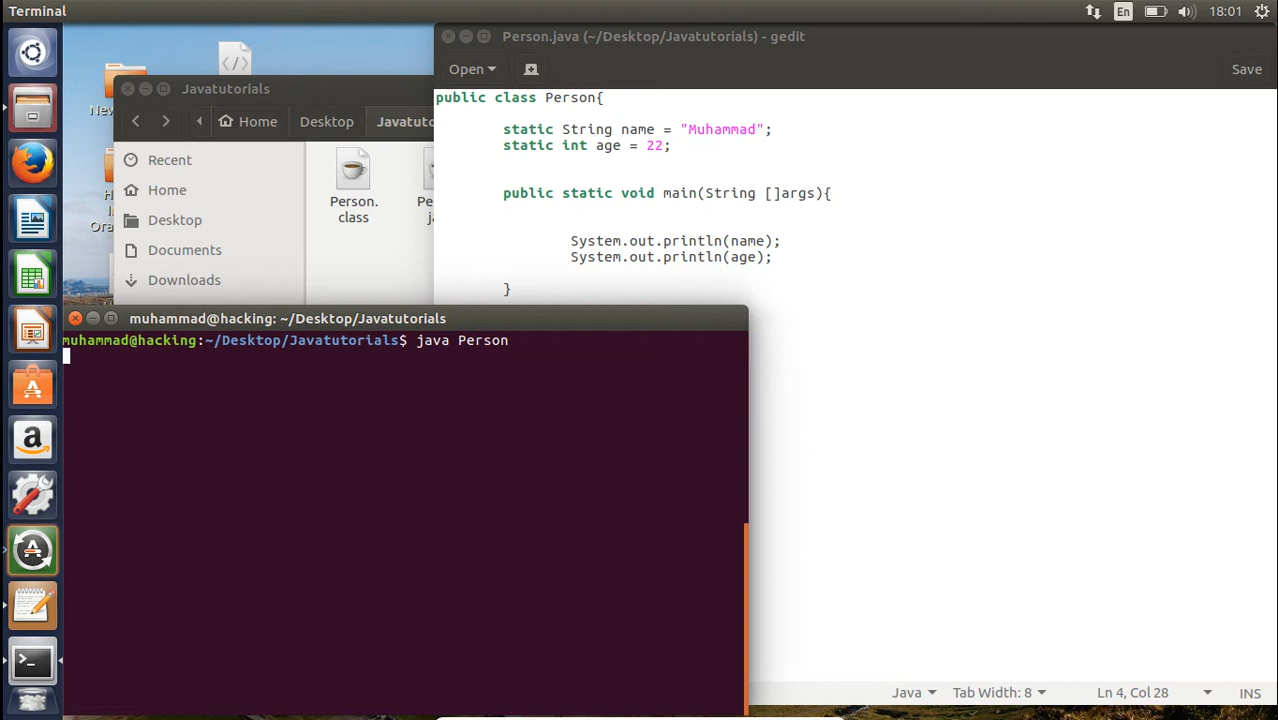 Terminal
En
18:01
Person.java (~/Desktop/Javatutorials) - gedit
Open
Save
public class Person{
static String name = "Muhammad";
static int age = 22;
public static void main(String []args){
System.out.println(name);
System.out.println(age);
}
Javatutorials
Home
Desktop
Recent
Home
Desktop
Documents
Downloads
Person.
class
muhammad@hacking: ~/Desktop/Javatutorials
muhammad@hacking:~/Desktop/Javatutorials$ java Person
Java
Tab Width: 8
Ln 4, Col 28
INS